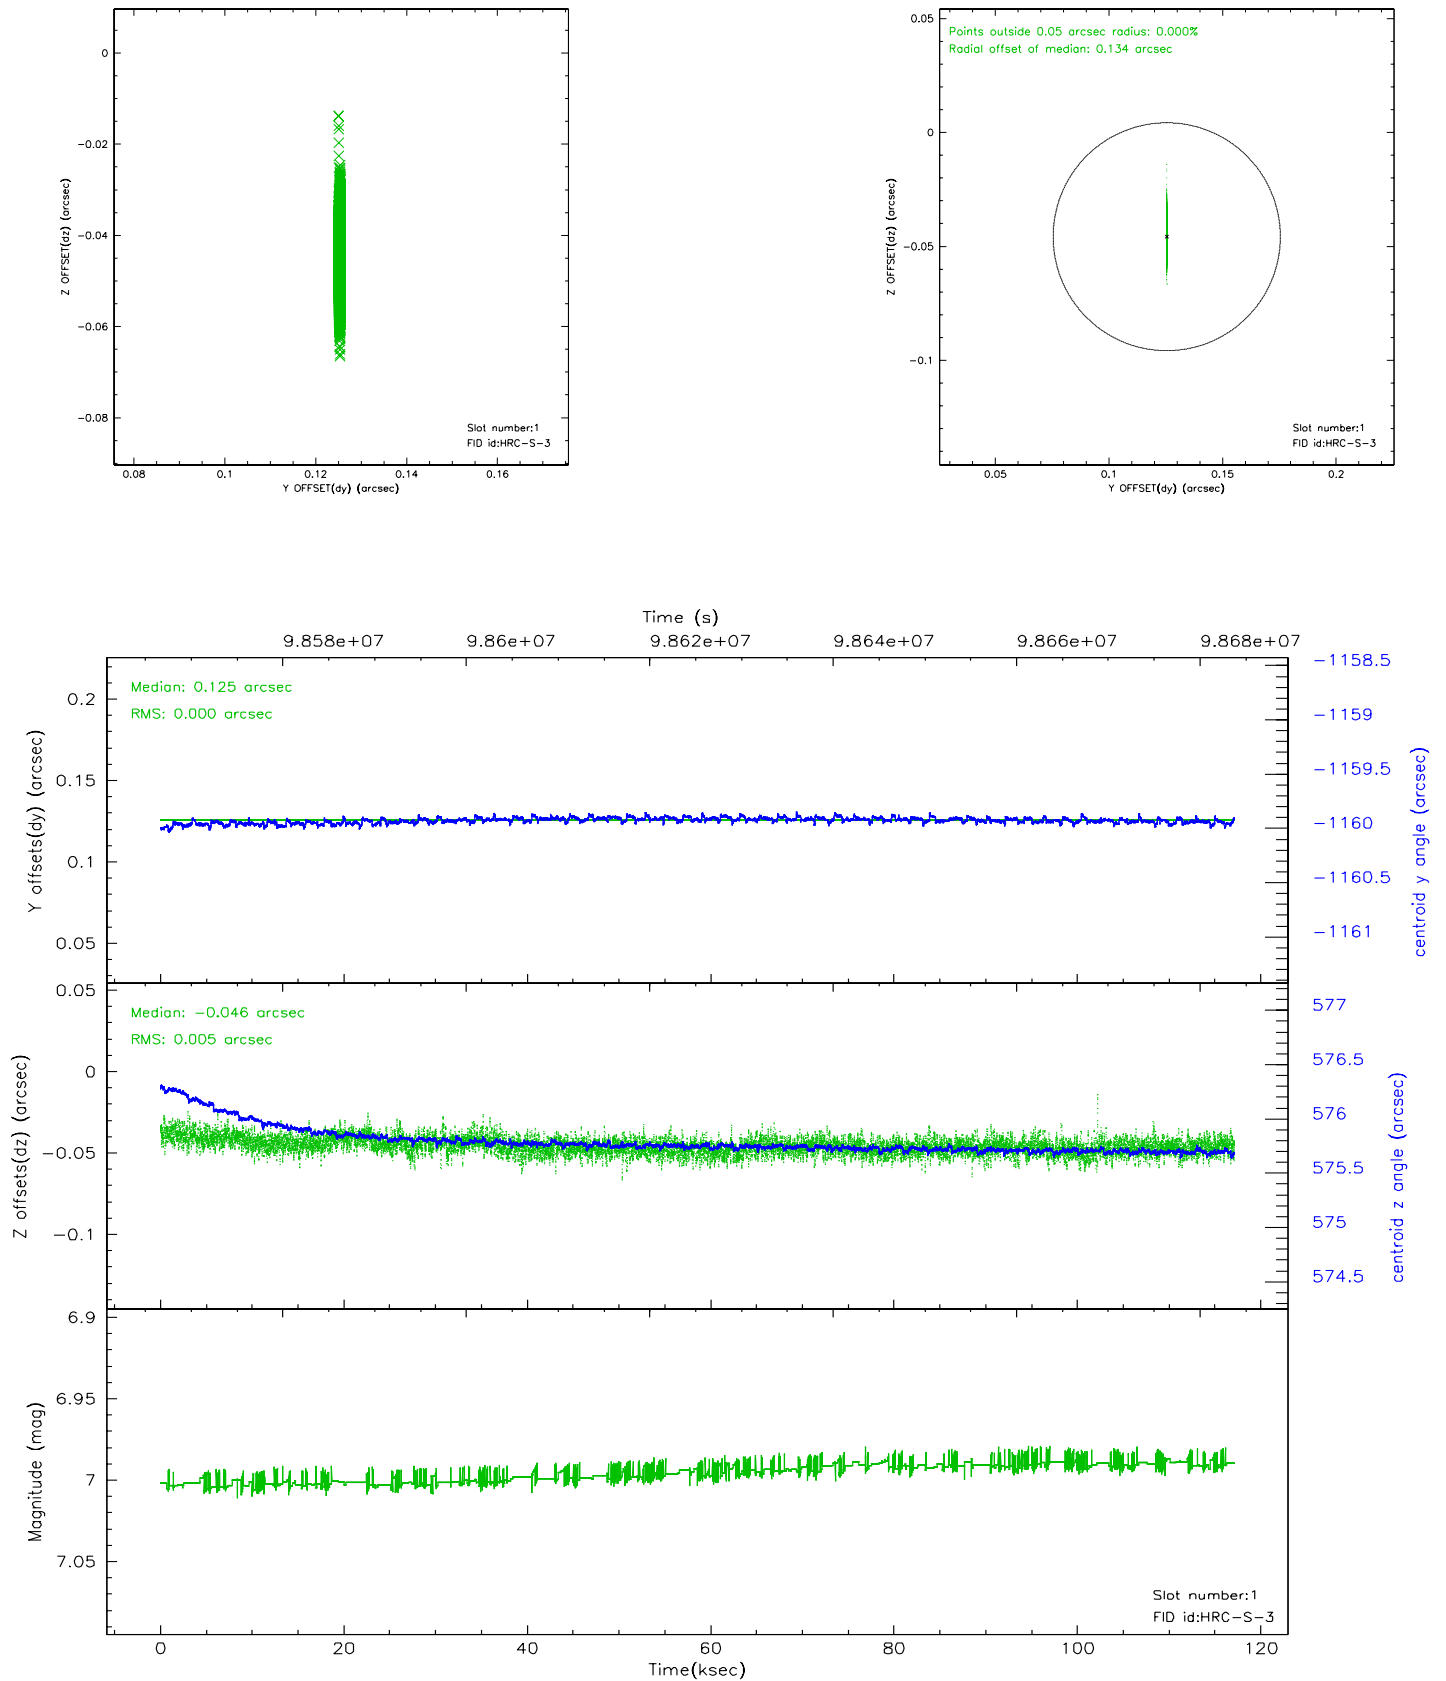 0
-0.02
-0.04
-0.06
-0.08
Z OFFSET(dz) (arcsec)
0.08
0.1
0.12
0.14
0.16
Y OFFSET(dy) (arcsec)
Slot number:1
FID id:HRC-S-3
Points outside 0.05 arcsec radius: 0.000%
Radial offset of median: 0.134 arcsec
0.05
0
-0.05
-0.1
Z OFFSET(dz) (arcsec)
0.05
0.1
0.15
0.2
Y OFFSET(dy) (arcsec)
Slot number:1
FID id:HRC-S-3
Time (s)
9.858e+07
9.86e+07
9.862e+07
9.864e+07
9.866e+07
9.868e+07
Median: 0.125 arcsec
RMS: 0.000 arcsec
0.2
0.15
0.1
0.05
Y offsets(dy) (arcsec)
-1158.5
-1159
-1159.5
-1160
-1160.5
-1161
centroid y angle (arcsec)
Median: -0.046 arcsec
RMS: 0.005 arcsec
0.05
0
-0.05
-0.1
Z offsets(dz) (arcsec)
577
576.5
576
575.5
575
574.5
centroid z angle (arcsec)
6.9
6.95
7
7.05
Magnitude (mag)
Slot number:1
FID id:HRC-S-3
0
20
40
60
80
100
120
Time(ksec)